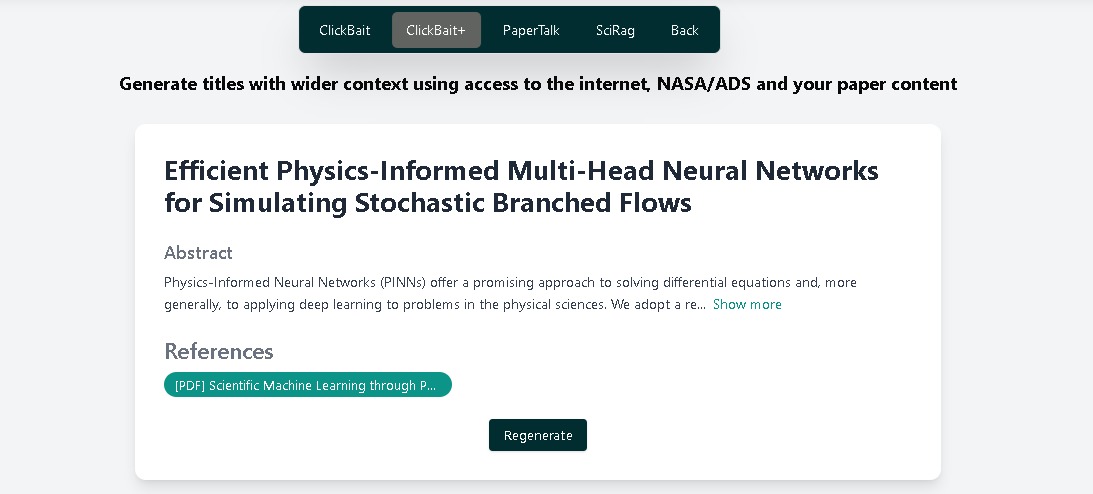 ClickBait ClickBait+ PaperTalk SciRag Back
Generate titles with wider context using access to the internet, NASA/ADS and your paper content
Efficient Physics-Informed Multi-Head Neural Networks
for Simulating Stochastic Branched Flows
Abstract
Physics-Informed Neural Networks (PINNs) offer a promising approach to solving differential equations and, more
generally, to applying deep learning to problems in the physical sciences. We adopt a re... Show more
References
[PDF] Scientific Machine Learning through P...
Regenerate